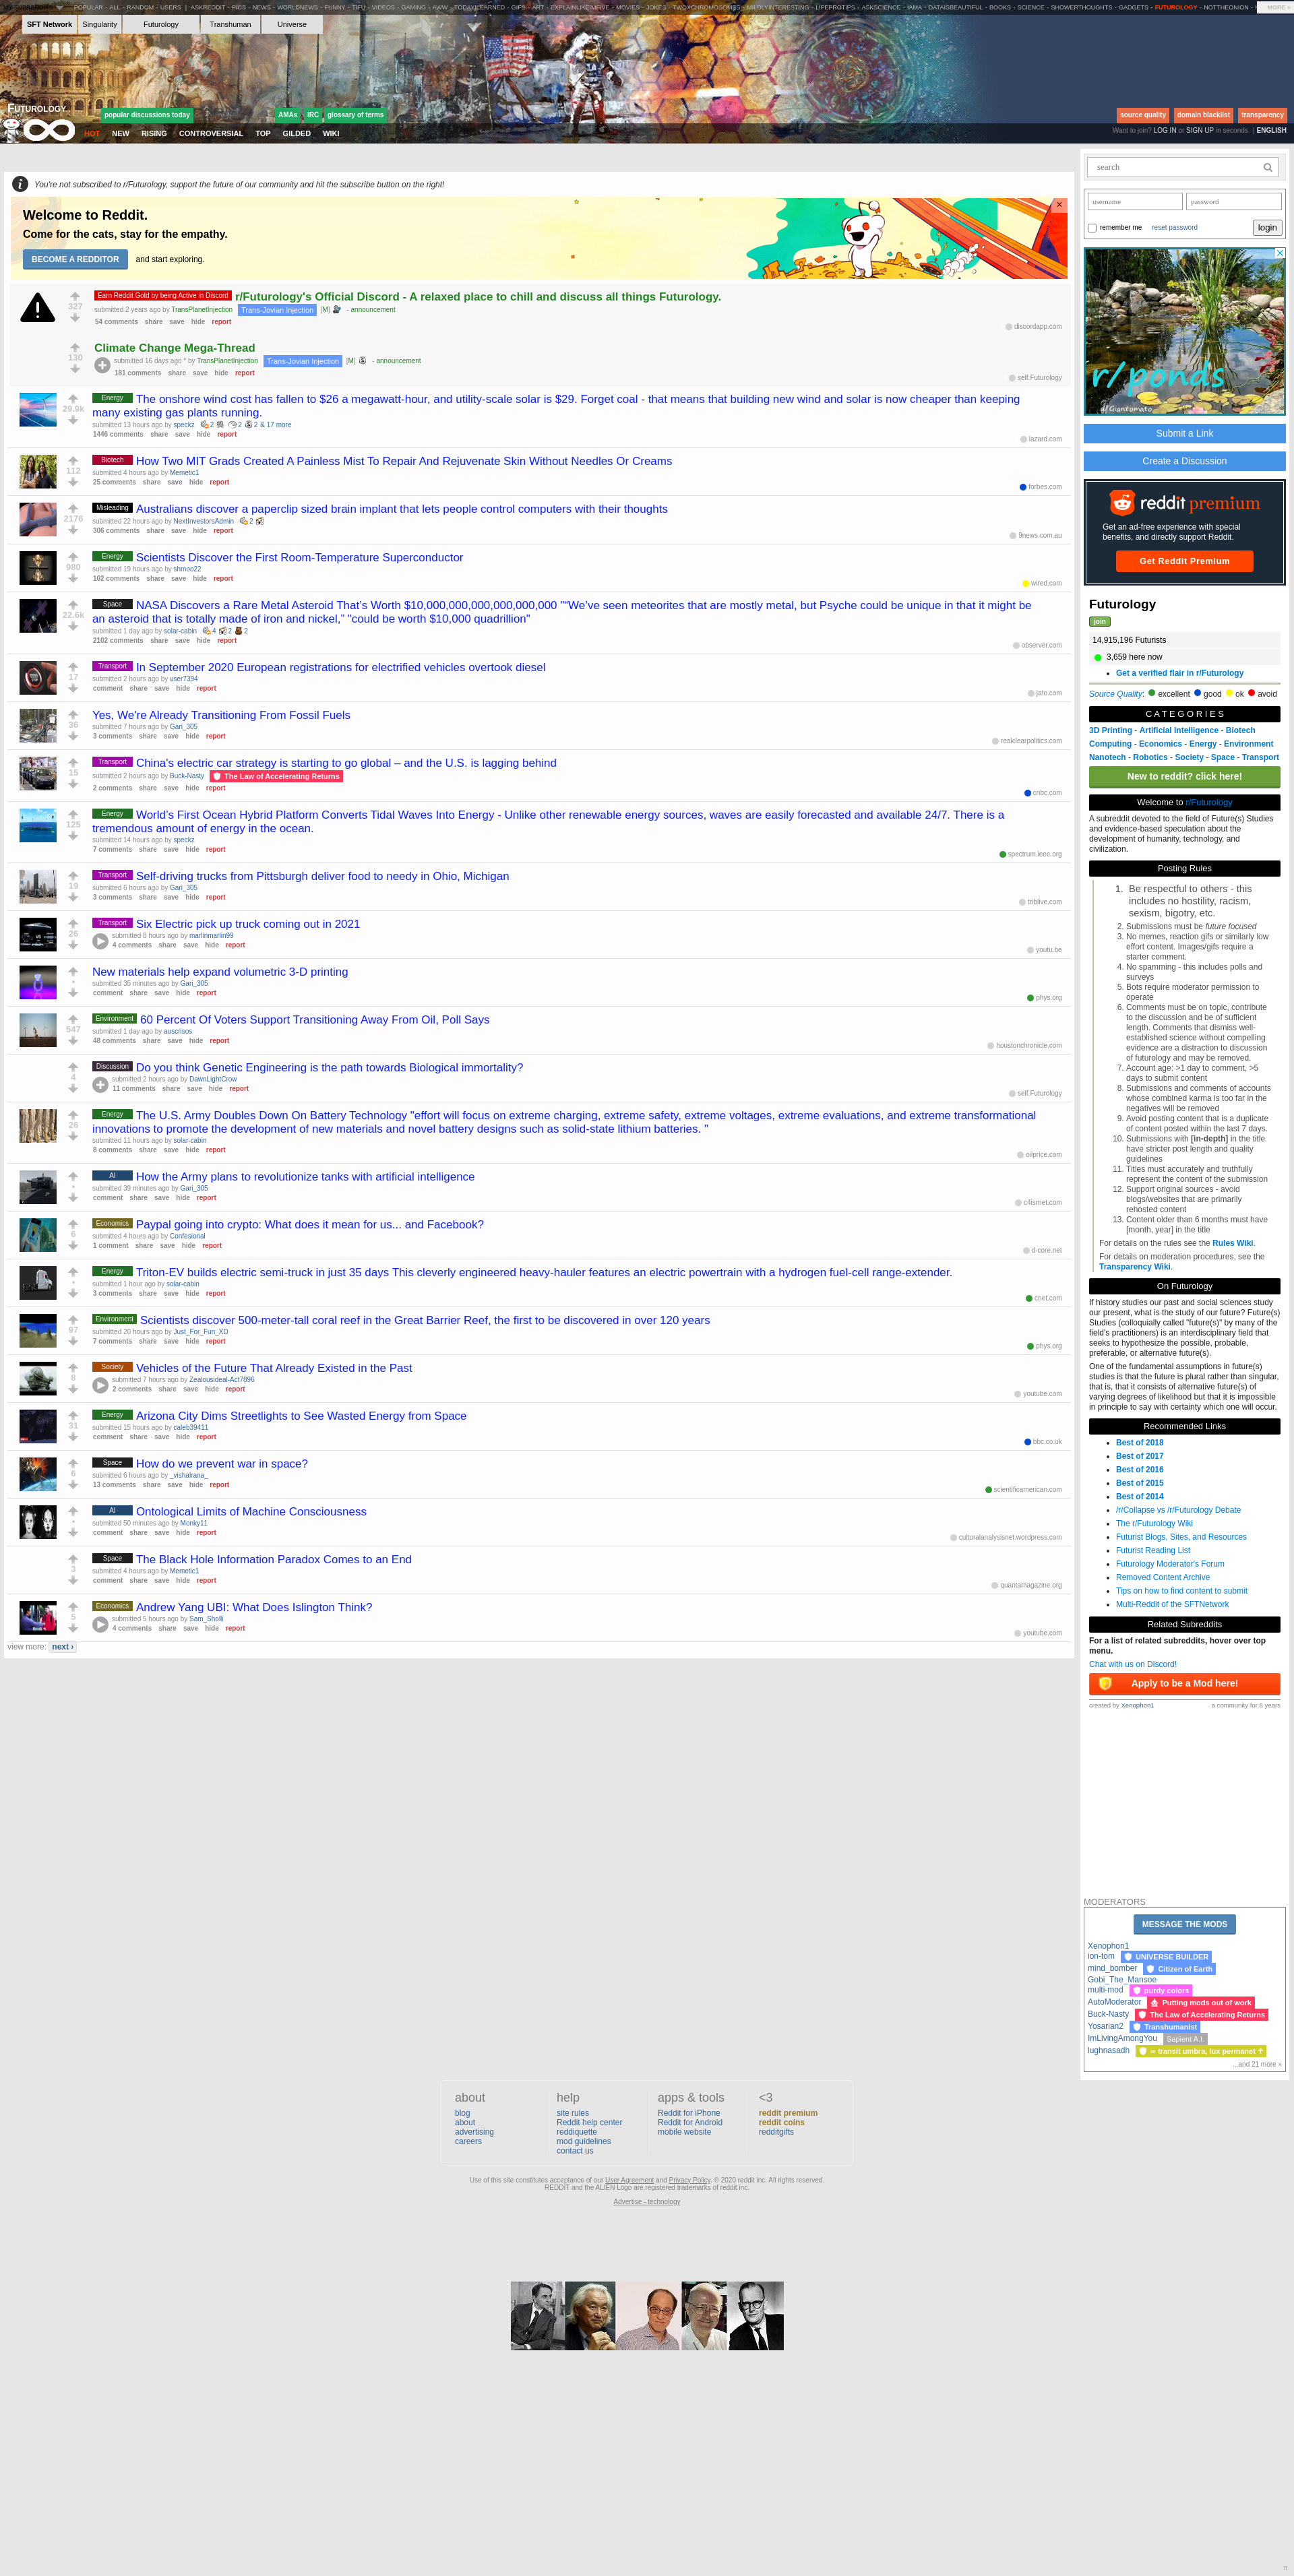 MY SUBREDDITS POPULAR - ALL - RANDOM - USERS | ASKREDDIT - PICS - NEWS - WORLDNEWS - FUNNY - TIFU - VIDEOS - GAMING - AWW - TODAYILEARNED - GIFS - ART - EXPLAINLIKEIMFIVE - MOVIES - JOKES - TWOXCHROMOSOMES - MILDLYINTERESTING - LIFEPROTIPS - ASKSCIENCE - IAMA - DATAISBEAUTIFUL - BOOKS - SCIENCE - SHOWERTHOUGHTS - GADGETS - FUTUROLOGY - NOTTHEONION MORE »
SFT Network Singularity Futurology Transhuman Universe
Futurology
popular discussions today AMAs IRC glossary of terms source quality domain blacklist transparency
HOT NEW RISING CONTROVERSIAL TOP GILDED WIKI
Want to join? LOG IN or SIGN UP in seconds. | ENGLISH
You're not subscribed to r/Futurology, support the future of our community and hit the subscribe button on the right!
Welcome to Reddit.
Come for the cats, stay for the empathy.
BECOME A REDDITOR and start exploring.
327
Earn Reddit Gold by being Active in Discord r/Futurology's Official Discord - A relaxed place to chill and discuss all things Futurology.
submitted 2 years ago by TransPlanetInjection Trans-Jovian Injection [M] - announcement
54 comments share save hide report
discordapp.com
130
Climate Change Mega-Thread
submitted 16 days ago * by TransPlanetInjection Trans-Jovian Injection [M] - announcement
181 comments share save hide report
self.Futurology
29.9k
Energy The onshore wind cost has fallen to $26 a megawatt-hour, and utility-scale solar is $29. Forget coal - that means that building new wind and solar is now cheaper than keeping
many existing gas plants running.
submitted 13 hours ago by speckz 2 2 2 & 17 more
1446 comments share save hide report
lazard.com
112
Biotech How Two MIT Grads Created A Painless Mist To Repair And Rejuvenate Skin Without Needles Or Creams
submitted 4 hours ago by Memetic1
25 comments share save hide report
forbes.com
2176
Misleading Australians discover a paperclip sized brain implant that lets people control computers with their thoughts
submitted 22 hours ago by NextInvestorsAdmin 2
306 comments share save hide report
9news.com.au
980
Energy Scientists Discover the First Room-Temperature Superconductor
submitted 19 hours ago by shmoo22
102 comments share save hide report
wired.com
22.6k
Space NASA Discovers a Rare Metal Asteroid That's Worth $10,000,000,000,000,000,000 "“We’ve seen meteorites that are mostly metal, but Psyche could be unique in that it might be
an asteroid that is totally made of iron and nickel,” "could be worth $10,000 quadrillion"
submitted 1 day ago by solar-cabin 4 2 2
2102 comments share save hide report
observer.com
17
Transport In September 2020 European registrations for electrified vehicles overtook diesel
submitted 2 hours ago by user7394
comment share save hide report
jato.com
36
Yes, We're Already Transitioning From Fossil Fuels
submitted 7 hours ago by Gari_305
3 comments share save hide report
realclearpolitics.com
15
Transport China's electric car strategy is starting to go global – and the U.S. is lagging behind
submitted 2 hours ago by Buck-Nasty The Law of Accelerating Returns
2 comments share save hide report
cnbc.com
125
Energy World's First Ocean Hybrid Platform Converts Tidal Waves Into Energy - Unlike other renewable energy sources, waves are easily forecasted and available 24/7. There is a
tremendous amount of energy in the ocean.
submitted 14 hours ago by speckz
7 comments share save hide report
spectrum.ieee.org
19
Transport Self-driving trucks from Pittsburgh deliver food to needy in Ohio, Michigan
submitted 6 hours ago by Gari_305
3 comments share save hide report
triblive.com
26
Transport Six Electric pick up truck coming out in 2021
submitted 8 hours ago by marlinmarlin99
4 comments share save hide report
youtu.be
•
New materials help expand volumetric 3-D printing
submitted 35 minutes ago by Gari_305
comment share save hide report
phys.org
547
Environment 60 Percent Of Voters Support Transitioning Away From Oil, Poll Says
submitted 1 day ago by auscrisos
48 comments share save hide report
houstonchronicle.com
4
Discussion Do you think Genetic Engineering is the path towards Biological immortality?
submitted 2 hours ago by DawnLightCrow
11 comments share save hide report
self.Futurology
26
Energy The U.S. Army Doubles Down On Battery Technology "effort will focus on extreme charging, extreme safety, extreme voltages, extreme evaluations, and extreme transformational
innovations to promote the development of new materials and novel battery designs such as solid-state lithium batteries. "
submitted 11 hours ago by solar-cabin
8 comments share save hide report
oilprice.com
•
AI How the Army plans to revolutionize tanks with artificial intelligence
submitted 39 minutes ago by Gari_305
comment share save hide report
c4isrnet.com
6
Economics Paypal going into crypto: What does it mean for us... and Facebook?
submitted 4 hours ago by Confesional
1 comment share save hide report
d-core.net
•
Energy Triton-EV builds electric semi-truck in just 35 days This cleverly engineered heavy-hauler features an electric powertrain with a hydrogen fuel-cell range-extender.
submitted 1 hour ago by solar-cabin
3 comments share save hide report
cnet.com
97
Environment Scientists discover 500-meter-tall coral reef in the Great Barrier Reef, the first to be discovered in over 120 years
submitted 20 hours ago by Just_For_Fun_XD
7 comments share save hide report
phys.org
8
Society Vehicles of the Future That Already Existed in the Past
submitted 7 hours ago by Zealousideal-Act7896
2 comments share save hide report
youtube.com
31
Energy Arizona City Dims Streetlights to See Wasted Energy from Space
submitted 15 hours ago by caleb39411
comment share save hide report
bbc.co.uk
6
Space How do we prevent war in space?
submitted 6 hours ago by _vishalrana_
13 comments share save hide report
scientificamerican.com
•
AI Ontological Limits of Machine Consciousness
submitted 50 minutes ago by Monky11
comment share save hide report
culturalanalysisnet.wordpress.com
3
Space The Black Hole Information Paradox Comes to an End
submitted 4 hours ago by Memetic1
comment share save hide report
quantamagazine.org
5
Economics Andrew Yang UBI: What Does Islington Think?
submitted 5 hours ago by Sam_Sholli
4 comments share save hide report
youtube.com
view more: next ›
search
username password
remember me reset password login
r/ponds
u/Giantomato
Submit a Link
Create a Discussion
reddit premium
Get an ad-free experience with special
benefits, and directly support Reddit.
Get Reddit Premium
Futurology
join
14,915,196 Futurists
3,659 here now
Get a verified flair in r/Futurology
Source Quality: excellent good ok avoid
CATEGORIES
3D Printing - Artificial Intelligence - Biotech
Computing - Economics - Energy - Environment
Nanotech - Robotics - Society - Space - Transport
New to reddit? click here!
Welcome to r/Futurology
A subreddit devoted to the field of Future(s) Studies
and evidence-based speculation about the
development of humanity, technology, and
civilization.
Posting Rules
1. Be respectful to others - this
includes no hostility, racism,
sexism, bigotry, etc.
2. Submissions must be future focused
3. No memes, reaction gifs or similarly low
effort content. Images/gifs require a
starter comment.
4. No spamming - this includes polls and
surveys
5. Bots require moderator permission to
operate
6. Comments must be on topic, contribute
to the discussion and be of sufficient
length. Comments that dismiss well-
established science without compelling
evidence are a distraction to discussion
of futurology and may be removed.
7. Account age: >1 day to comment, >5
days to submit content
8. Submissions and comments of accounts
whose combined karma is too far in the
negatives will be removed
9. Avoid posting content that is a duplicate
of content posted within the last 7 days.
10. Submissions with [in-depth] in the title
have stricter post length and quality
guidelines
11. Titles must accurately and truthfully
represent the content of the submission
12. Support original sources - avoid
blogs/websites that are primarily
rehosted content
13. Content older than 6 months must have
[month, year] in the title
For details on the rules see the Rules Wiki.
For details on moderation procedures, see the
Transparency Wiki.
On Futurology
If history studies our past and social sciences study
our present, what is the study of our future? Future(s)
Studies (colloquially called "future(s)" by many of the
field's practitioners) is an interdisciplinary field that
seeks to hypothesize the possible, probable,
preferable, or alternative future(s).
One of the fundamental assumptions in future(s)
studies is that the future is plural rather than singular,
that is, that it consists of alternative future(s) of
varying degrees of likelihood but that it is impossible
in principle to say with certainty which one will occur.
Recommended Links
Best of 2018
Best of 2017
Best of 2016
Best of 2015
Best of 2014
/r/Collapse vs /r/Futurology Debate
The r/Futurology Wiki
Futurist Blogs, Sites, and Resources
Futurist Reading List
Futurology Moderator's Forum
Removed Content Archive
Tips on how to find content to submit
Multi-Reddit of the SFTNetwork
Related Subreddits
For a list of related subreddits, hover over top
menu.
Chat with us on Discord!
Apply to be a Mod here!
created by Xenophon1 a community for 8 years
MODERATORS
MESSAGE THE MODS
Xenophon1
ion-tom UNIVERSE BUILDER
mind_bomber Citizen of Earth
Gobi_The_Mansoe
multi-mod purdy colors
AutoModerator Putting mods out of work
Buck-Nasty The Law of Accelerating Returns
Yosarian2 Transhumanist
ImLivingAmongYou Sapient A.I.
lughnasadh ∞ transit umbra, lux permanet ☥
...and 21 more »
about help apps & tools <3
blog site rules Reddit for iPhone reddit premium
about Reddit help center Reddit for Android reddit coins
advertising reddiquette mobile website redditgifts
careers mod guidelines
contact us
Use of this site constitutes acceptance of our User Agreement and Privacy Policy. © 2020 reddit inc. All rights reserved.
REDDIT and the ALIEN Logo are registered trademarks of reddit inc.
Advertise - technology
π